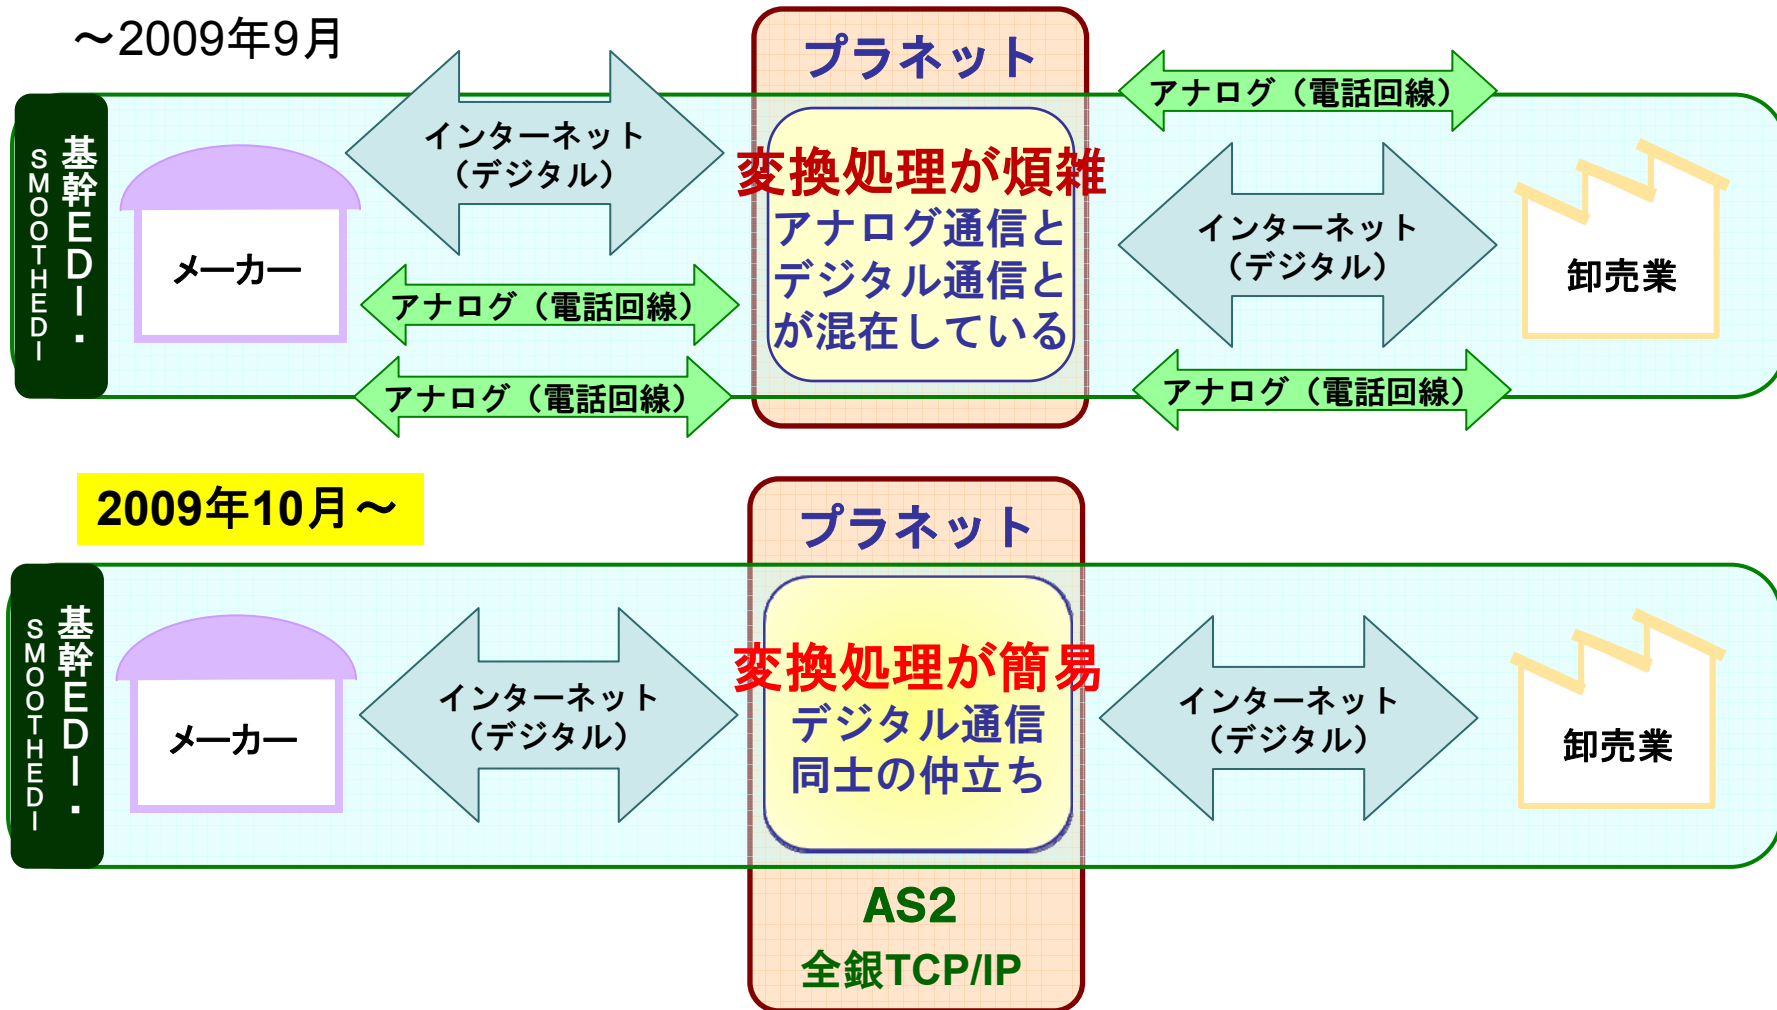 ～2009年9月
プラネット
アナログ（電話回線）
インターネット
（デジタル）
変換処理が煩雑
アナログ通信と
デジタル通信と
が混在している
インターネット
（デジタル）
基幹ＥＤＩ・
ＳＭＯＯＴＨＥＤＩ
メーカー
卸売業
アナログ（電話回線）
アナログ（電話回線）
アナログ（電話回線）
2009年10月～
プラネット
基幹ＥＤＩ・
ＳＭＯＯＴＨＥＤＩ
メーカー
インターネット
（デジタル）
変換処理が簡易
デジタル通信
同士の仲立ち
インターネット
（デジタル）
卸売業
AS2
全銀TCP/IP